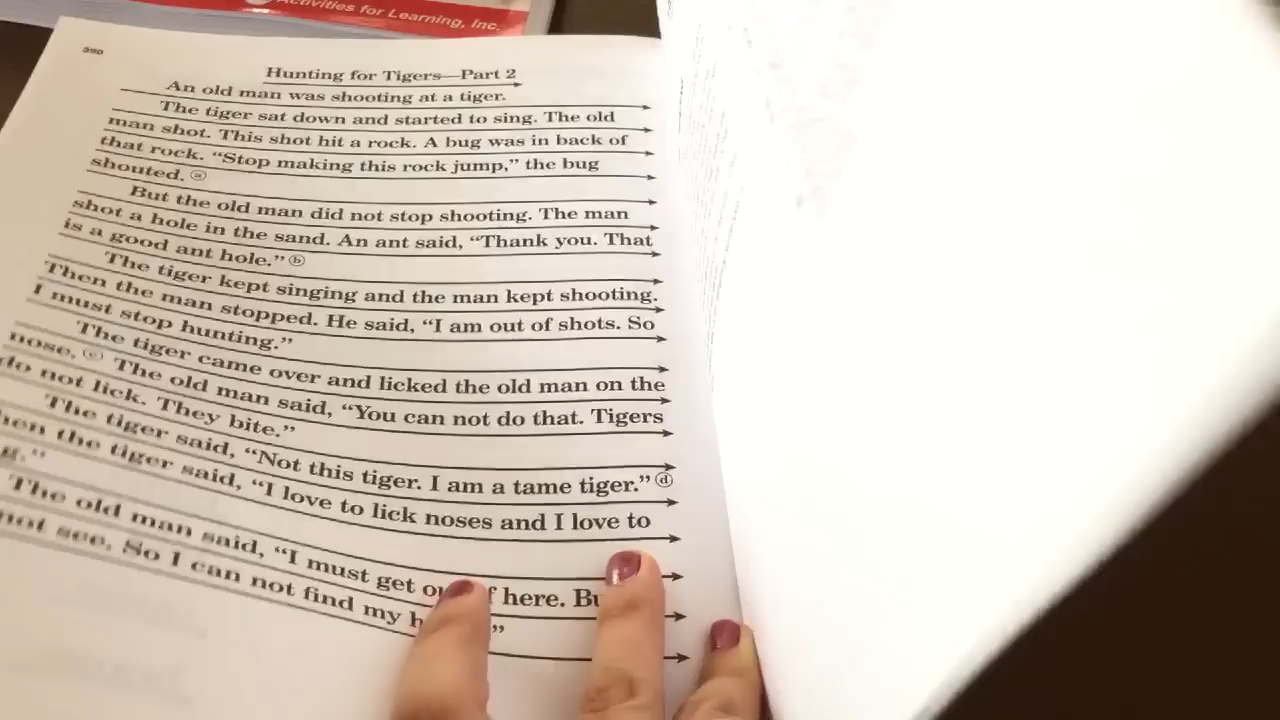 Activities for Learning, Inc.
290
Hunting for Tigers—Part 2
An old man was shooting at a tiger.
The tiger sat down and started to sing. The old
man shot. This shot hit a rock. A bug was in back of
that rock. “Stop making this rock jump,” the bug
shouted. ⓐ
But the old man did not stop shooting. The man
shot a hole in the sand. An ant said, “Thank you. That
is a good ant hole.” ⓑ
The tiger kept singing and the man kept shooting.
Then the man stopped. He said, “I am out of shots. So
I must stop hunting.”
The tiger came over and licked the old man on the
nose. ⓒ The old man said, “You can not do that. Tigers
do not lick. They bite.”
The tiger said, “Not this tiger. I am a tame tiger.” ⓓ
the tiger said, “I love to lick noses and I love to
The old man said, “I must get of here.
not see. So I can not find my ”